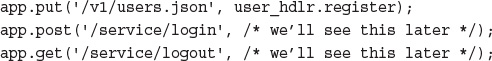 app.put('/v1/users.json', user_hdlr.register);
app.post('/service/login', /* we’ll see this later */);
app.get('/service/logout', /* we’ll see this later */);